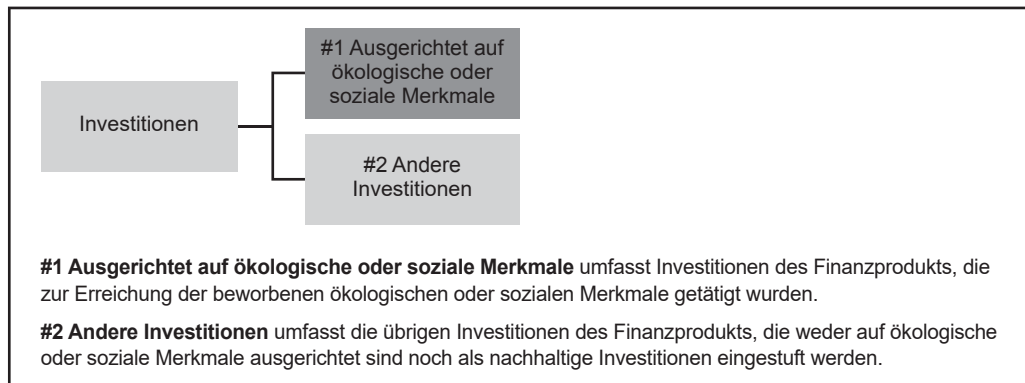 #1 Ausgerichtet auf
ökologische oder
soziale Merkmale
Investitionen
#2 Andere
Investitionen
#1 Ausgerichtet auf ökologische oder soziale Merkmale umfasst Investitionen des Finanzprodukts, die
zur Erreichung der beworbenen ökologischen oder sozialen Merkmale getätigt wurden.
#2 Andere Investitionen umfasst die übrigen Investitionen des Finanzprodukts, die weder auf ökologische
oder soziale Merkmale ausgerichtet sind noch als nachhaltige Investitionen eingestuft werden.